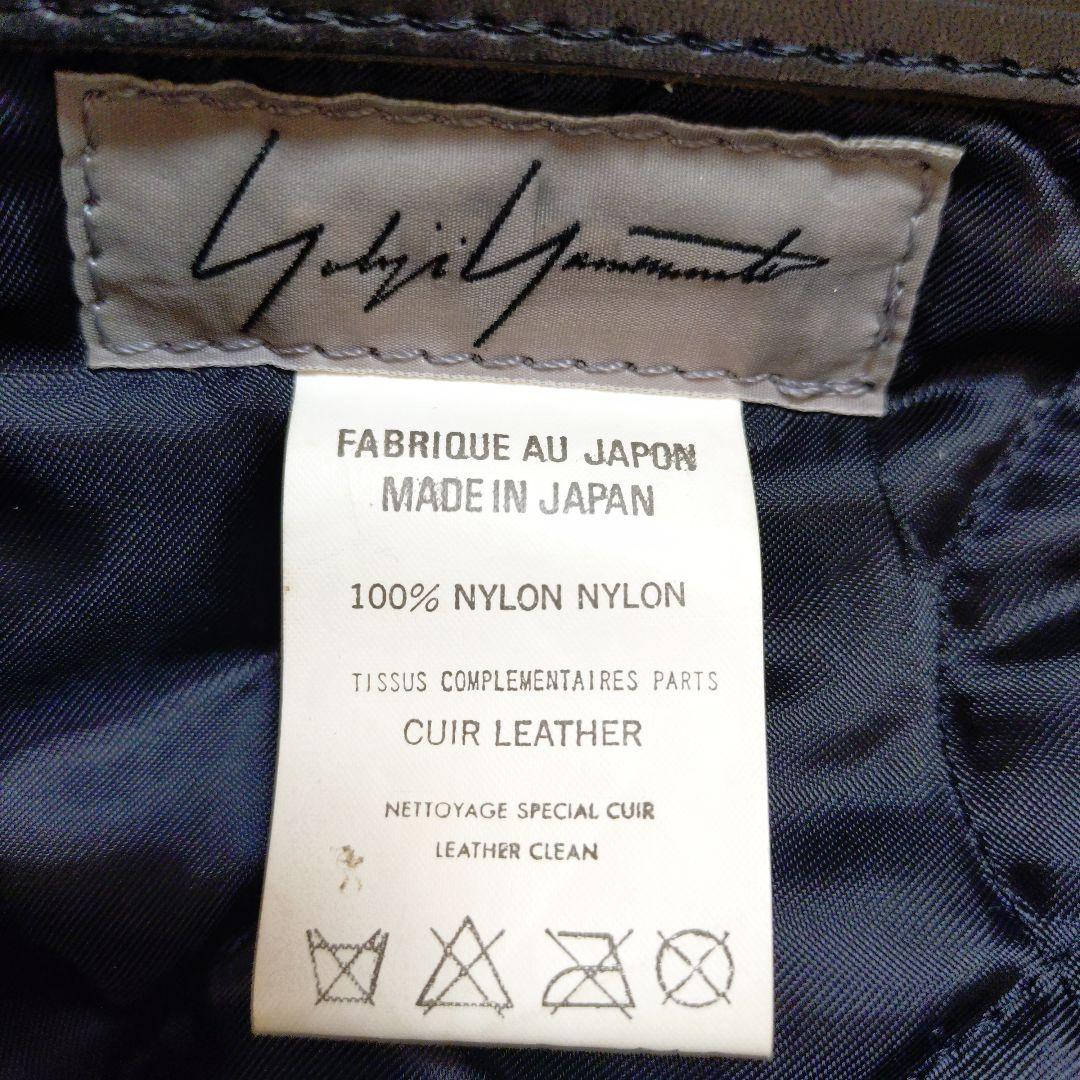 Yohji Yamamoto
FABRIQUE AU JAPON
MADE IN JAPAN
100% NYLON NYLON
TISSUS COMPLEMENTAIRES PARTS
CUIR LEATHER
NETTOYAGE SPECIAL CUIR
LEATHER CLEAN